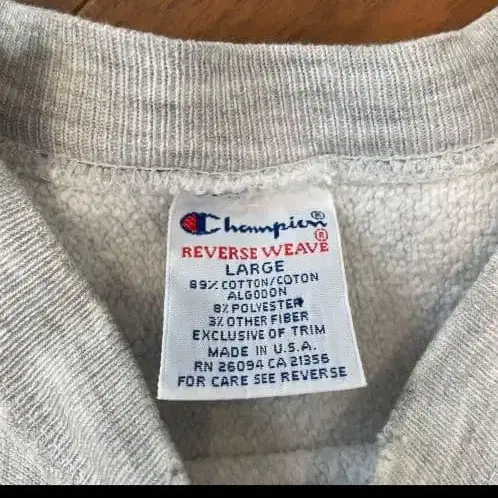 Champion®
REVERSE WEAVE®
LARGE
89% COTTON/COTON
ALGODON
8% POLYESTER
3% OTHER FIBER
EXCLUSIVE OF TRIM
MADE IN U.S.A.
RN 26094 CA 21356
FOR CARE SEE REVERSE